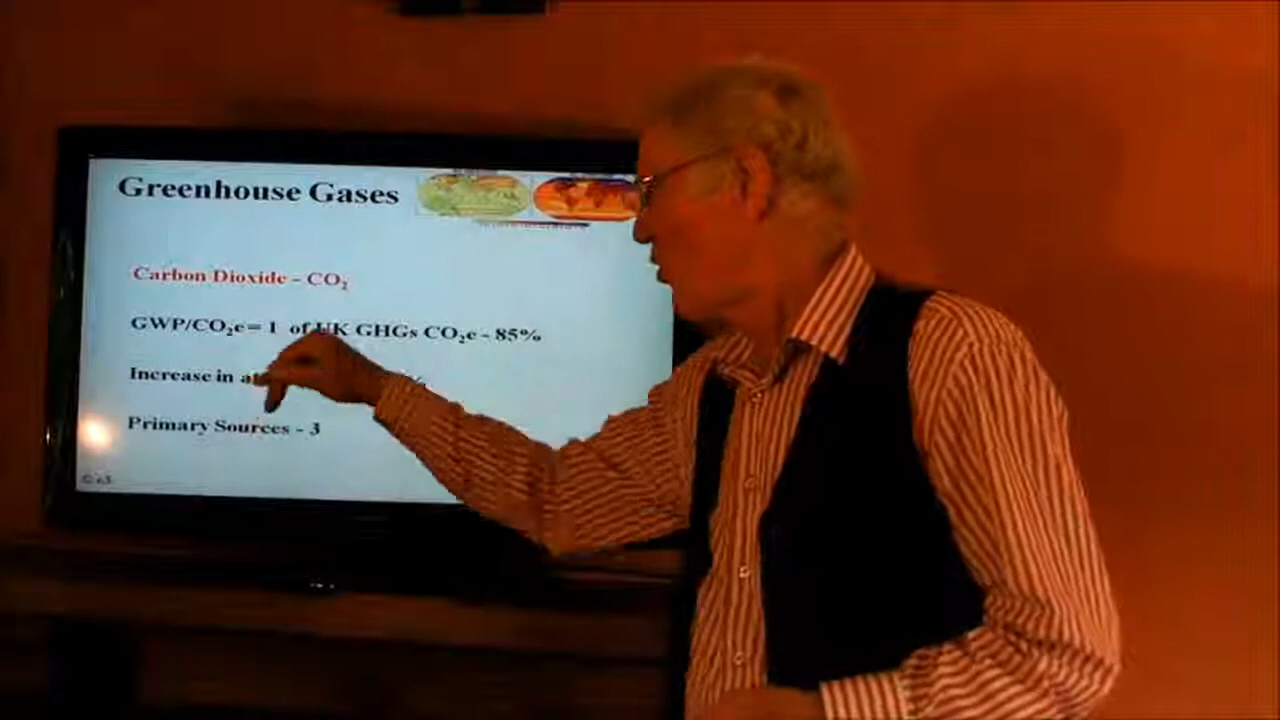 Greenhouse Gases
Carbon Dioxide - CO₂
GWP/CO₂e= 1 of UK GHGs CO₂e - 85%
Increase in
Primary Sources - 3